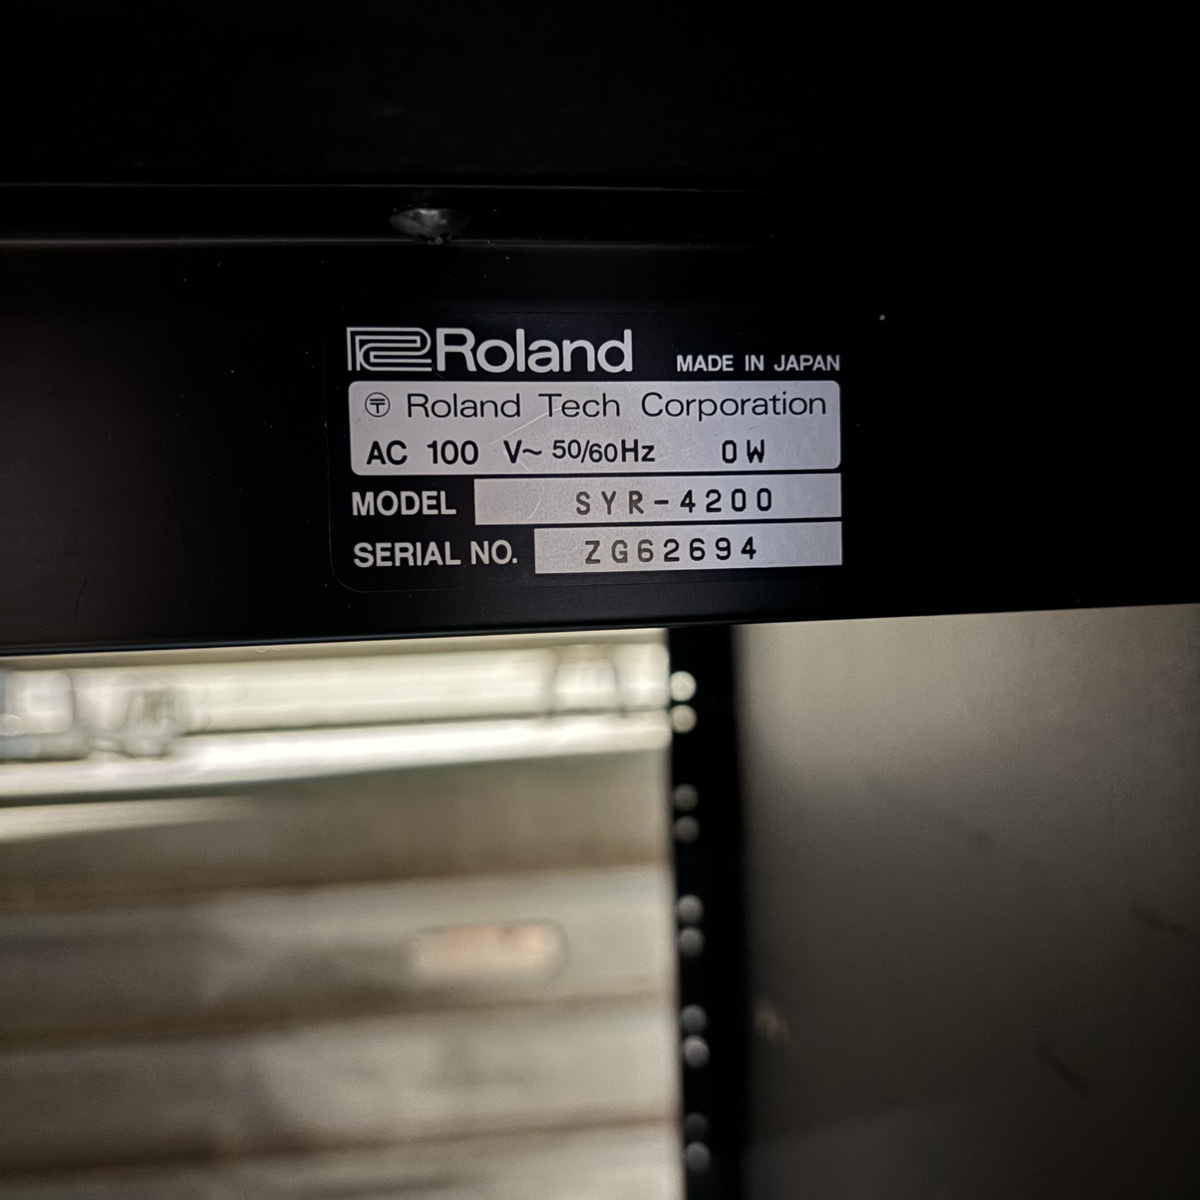 Roland MADE IN JAPAN
〶 Roland Tech Corporation
AC 100 V~ 50/60Hz 0W
MODEL SYR-4200
SERIAL NO. ZG62694